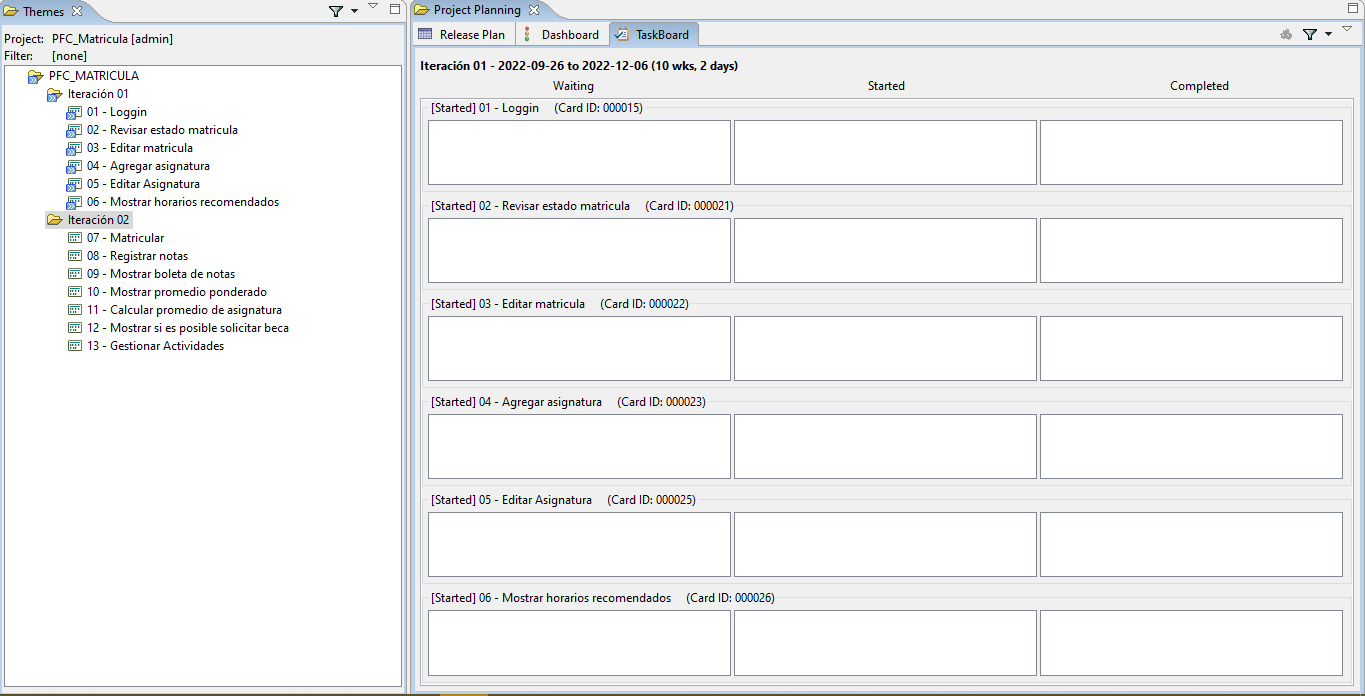 Themes
Project: PFC_Matricula [admin]
Filter: [none]
PFC_MATRICULA
Iteración 01
01 - Loggin
02 - Revisar estado matricula
03 - Editar matricula
04 - Agregar asignatura
05 - Editar Asignatura
06 - Mostrar horarios recomendados
Iteración 02
07 - Matricular
08 - Registrar notas
09 - Mostrar boleta de notas
10 - Mostrar promedio ponderado
11 - Calcular promedio de asignatura
12 - Mostrar si es posible solicitar beca
13 - Gestionar Actividades
Project Planning
Release Plan Dashboard TaskBoard
Iteración 01 - 2022-09-26 to 2022-12-06 (10 wks, 2 days)
Waiting Started Completed
[Started] 01 - Loggin (Card ID: 000015)
[Started] 02 - Revisar estado matricula (Card ID: 000021)
[Started] 03 - Editar matricula (Card ID: 000022)
[Started] 04 - Agregar asignatura (Card ID: 000023)
[Started] 05 - Editar Asignatura (Card ID: 000025)
[Started] 06 - Mostrar horarios recomendados (Card ID: 000026)